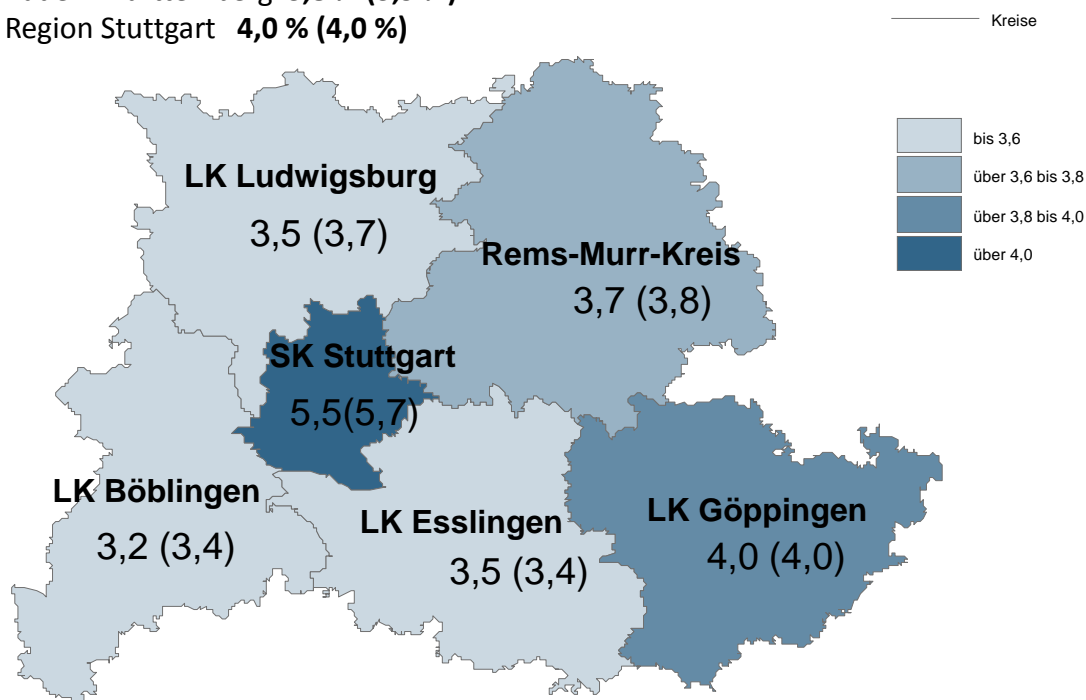 Region Stuttgart 4,0 % (4,0 %)
Kreise
bis 3,6
über 3,6 bis 3,8
über 3,8 bis 4,0
über 4,0
LK Ludwigsburg
3,5 (3,7)
Rems-Murr-Kreis
3,7 (3,8)
SK Stuttgart
5,5(5,7)
LK Böblingen
3,2 (3,4)
LK Esslingen
3,5 (3,4)
LK Göppingen
4,0 (4,0)